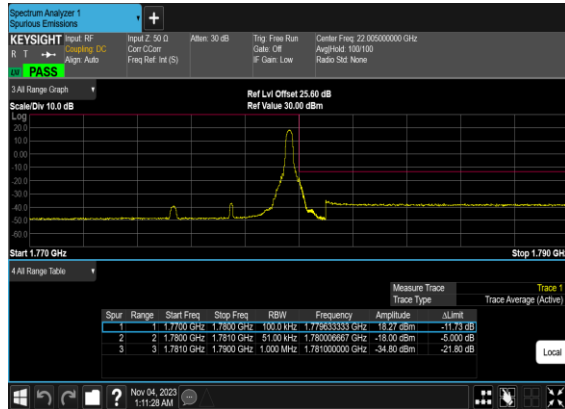 Spectrum Analyzer 1
Spurious Emissions
+
KEYSIGHT Input: RF Input Z: 50 Ω Atten: 30 dB Trig: Free Run Center Freq: 22.005000000 GHz
R T Coupling: DC Corr CCorr Gate: Off Avg|Hold: 100/100
Align: Auto Freq Ref: Int (S) IF Gain: Low Radio Std: None
PASS
3 All Range Graph Ref Lvl Offset 25.60 dB
Scale/Div 10.0 dB Ref Value 30.00 dBm
Log
20.0
10.0
0.00
-10.0
-20.0
-30.0
-40.0
-50.0
-60.0
Start 1.770 GHz Stop 1.790 GH
4 All Range Table
Measure Trace Trace 1
Trace Type Trace Average (Active)
Spur Range Start Freq Stop Freq RBW Frequency Amplitude ΔLimit
1 1 1.7700 GHz 1.7800 GHz 100.0 kHz 1.779633333 GHz 18.27 dBm -11.73 dB
2 2 1.7800 GHz 1.7810 GHz 51.00 kHz 1.780006667 GHz -18.00 dBm -5.000 dB
3 3 1.7810 GHz 1.7900 GHz 1.000 MHz 1.781000000 GHz -34.80 dBm -21.80 dB
Local
? Nov 04, 2023
1:11:28 AM